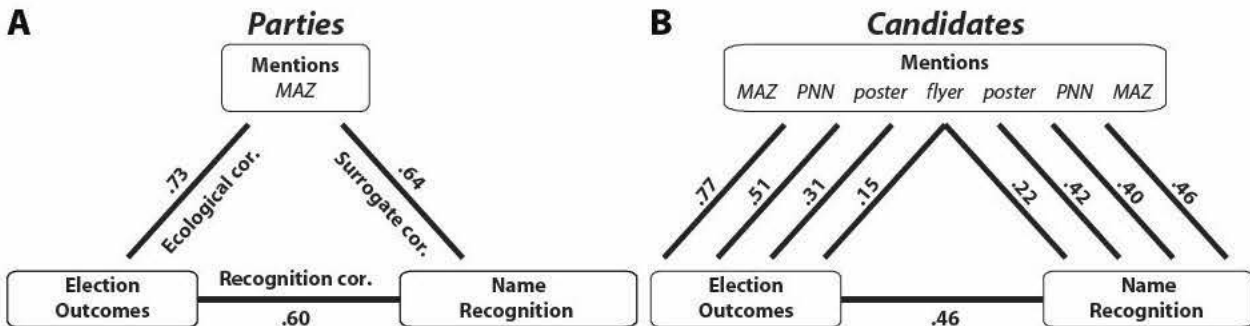 A
Parties
Mentions
MAZ
.73
Ecological cor.
.64
Surrogate cor.
Election
Outcomes
Recognition cor.
.60
Name
Recognition
B
Candidates
Mentions
MAZ PNN poster flyer poster PNN MAZ
.77
.51
.31
.15
.22
.42
.40
.46
Election
Outcomes
.46
Name
Recognition